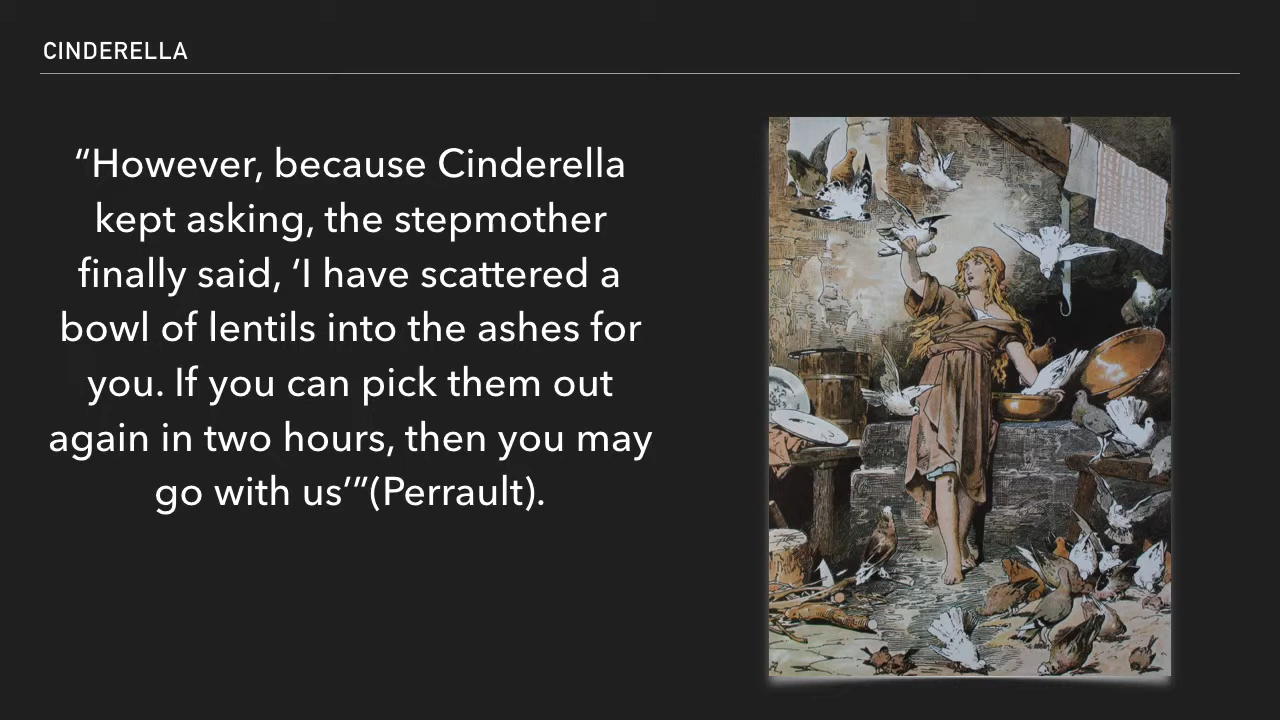 CINDERELLA
“However, because Cinderella
kept asking, the stepmother
finally said, ‘I have scattered a
bowl of lentils into the ashes for
you. If you can pick them out
again in two hours, then you may
go with us’”(Perrault).